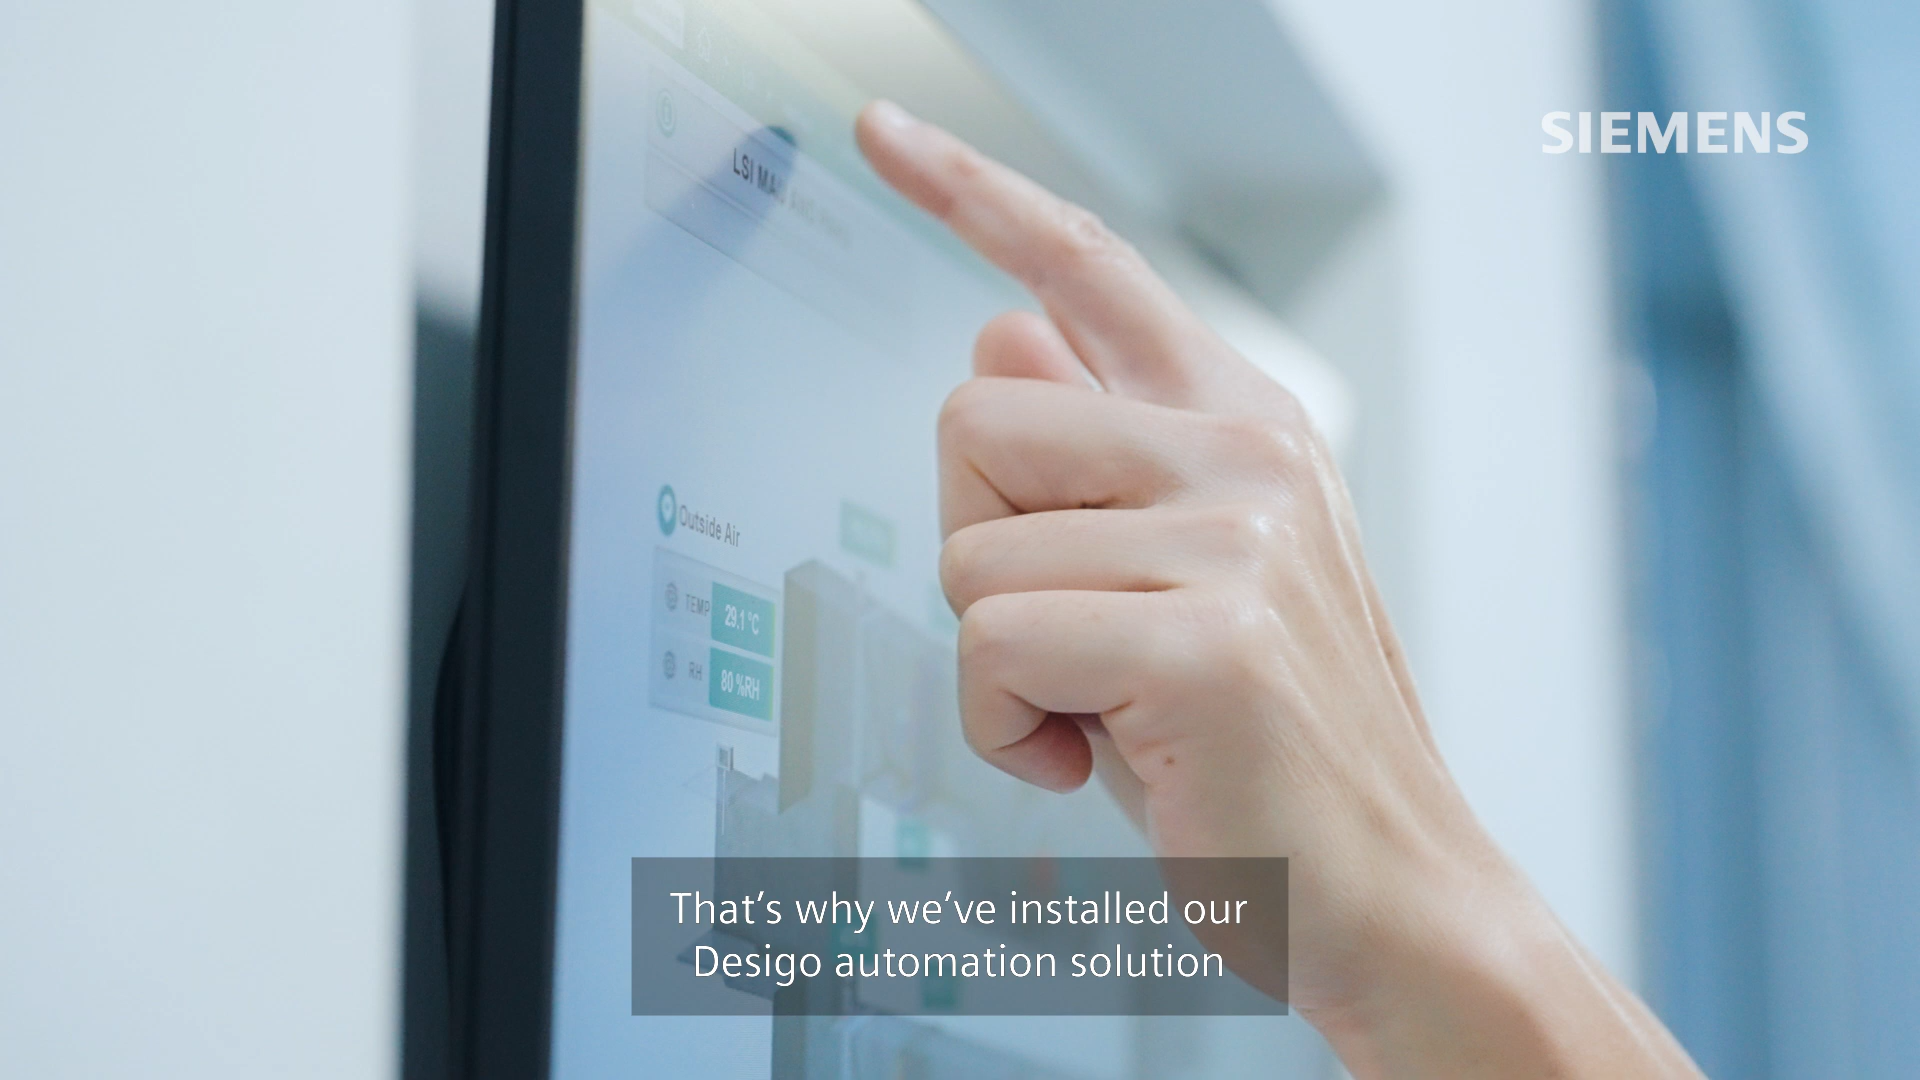 SIEMENS
LSI
Outside Air
TEMP 29.1 °C
RH 80 %RH
That's why we've installed our
Desigo automation solution